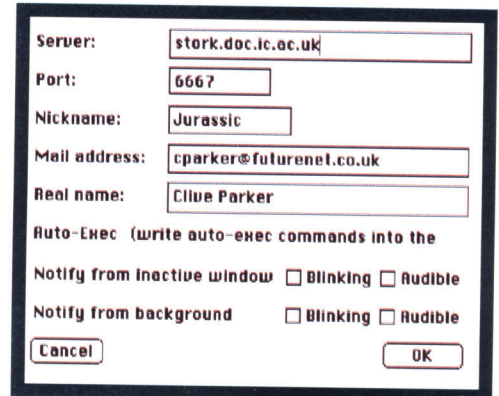 Server: stork.doc.ic.ac.uk
Port: 6667
Nickname: Jurassic
Mail address: cparker@futurenet.co.uk
Real name: Clive Parker
Auto-Exec (write auto-exec commands into the
Notify from inactive window Blinking Audible
Notify from background Blinking Audible
Cancel OK